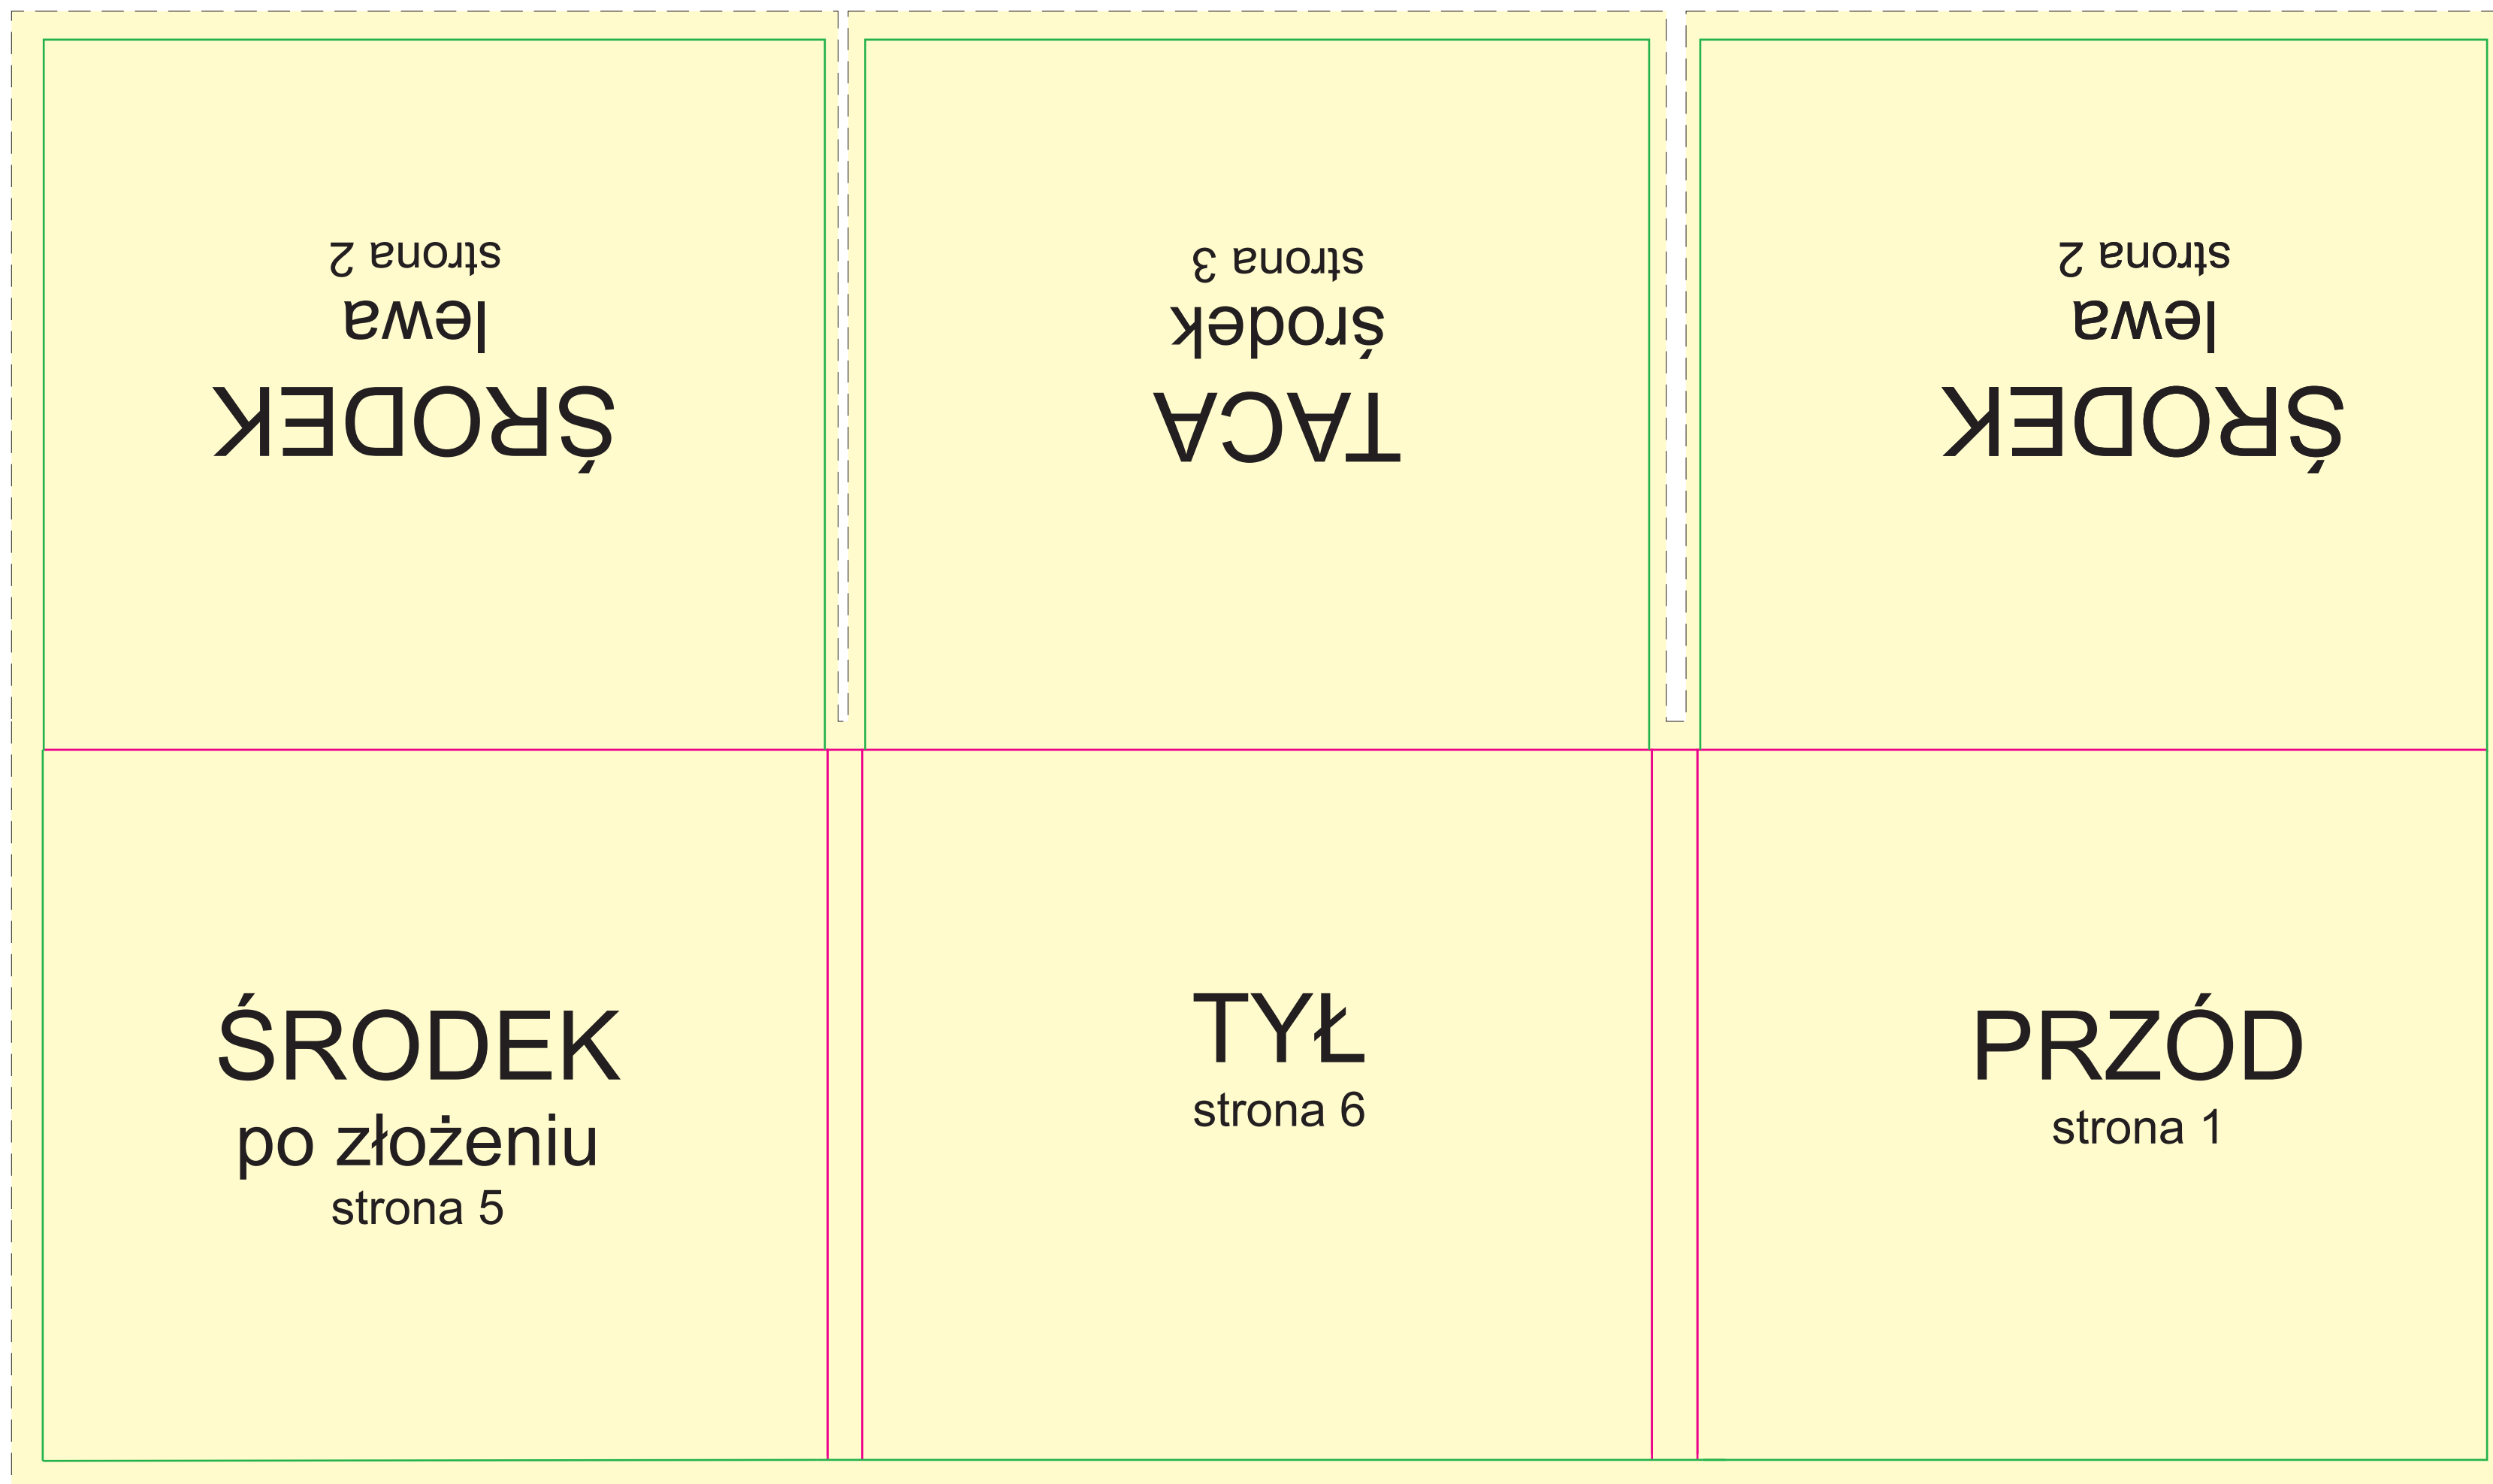 ŚRODEK
lewa
strona 2
TACA
środek
strona 3
ŚRODEK
lewa
strona 2
ŚRODEK
po złożeniu
strona 5
TYŁ
strona 6
PRZÓD
strona 1